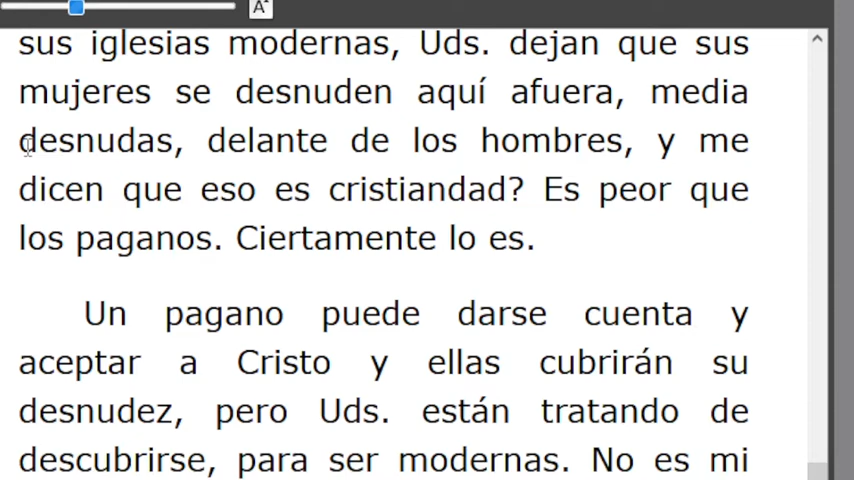 A
sus iglesias modernas, Uds. dejan que sus
mujeres se desnuden aquí afuera, media
desnudas, delante de los hombres, y me
dicen que eso es cristiandad? Es peor que
los paganos. Ciertamente lo es.
Un pagano puede darse cuenta y
aceptar a Cristo y ellas cubrirán su
desnudez, pero Uds. están tratando de
descubrirse, para ser modernas. No es mi